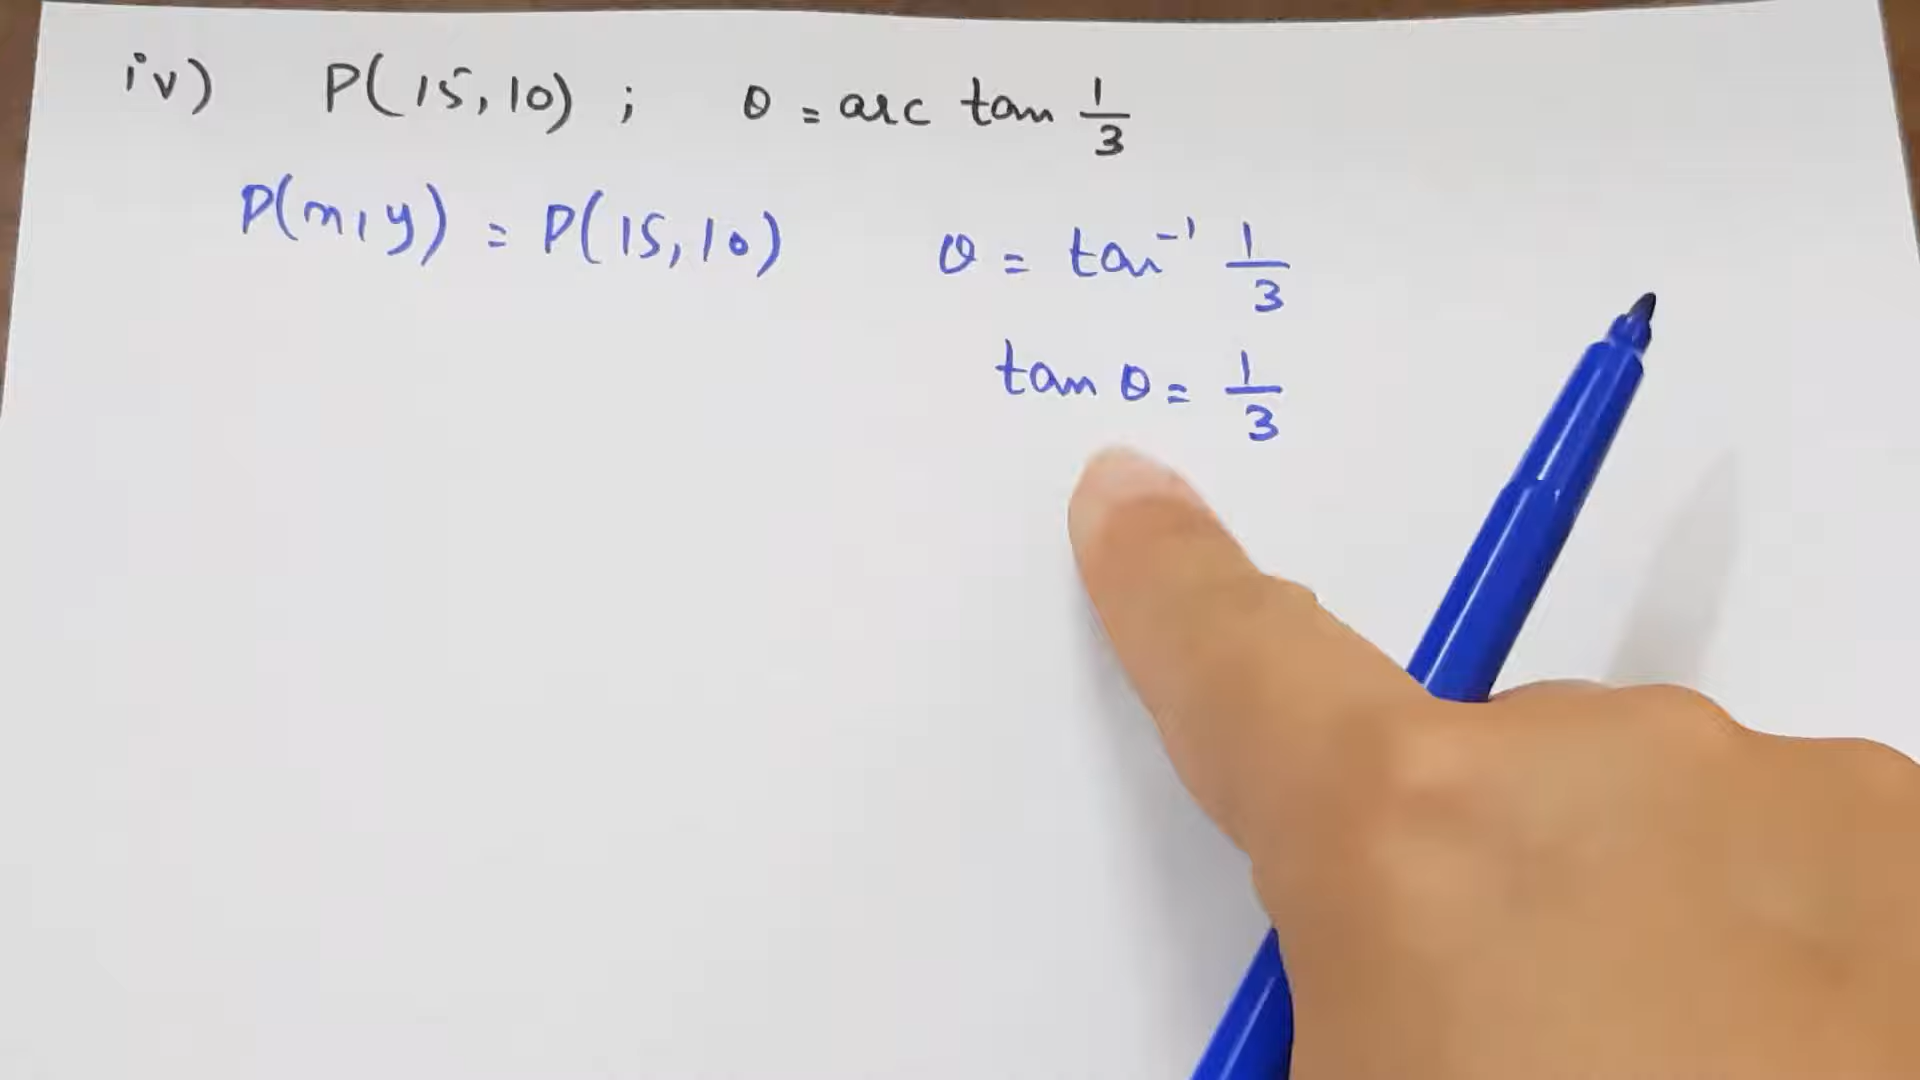 iv) P(15,10) ; θ = arc tan 1/3
P(x,y) = P(15,10) θ = tan⁻¹ 1/3
tan θ = 1/3